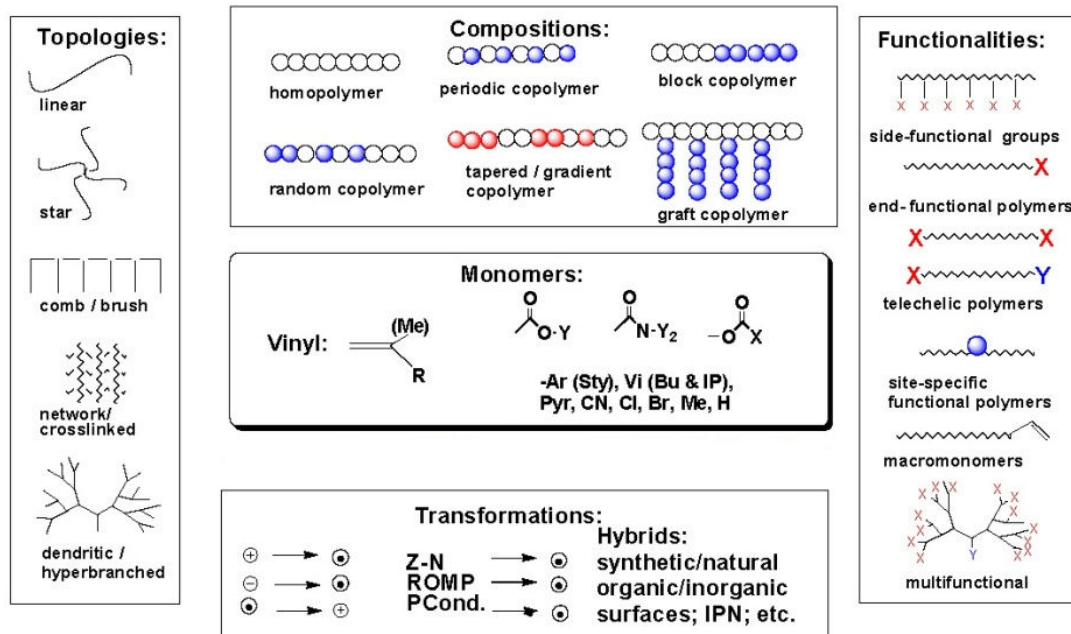 Topologies:
linear
star
comb / brush
network/
crosslinked
dendritic /
hyperbranched
Compositions:
homopolymer
periodic copolymer
block copolymer
random copolymer
tapered / gradient
copolymer
graft copolymer
Monomers:
Vinyl:
(Me)
R
O
O-Y
O
N-Y2
O
–O
X
-Ar (Sty), Vi (Bu & IP),
Pyr, CN, Cl, Br, Me, H
Transformations:
+
−
+
Z-N
ROMP
PCond.
Hybrids:
synthetic/natural
organic/inorganic
surfaces; IPN; etc.
Functionalities:
X X X X X X
side-functional groups
X
end-functional polymers
X X
X Y
telechelic polymers
site-specific
functional polymers
macromonomers
X X X X X X X X X X X X
Y
multifunctional